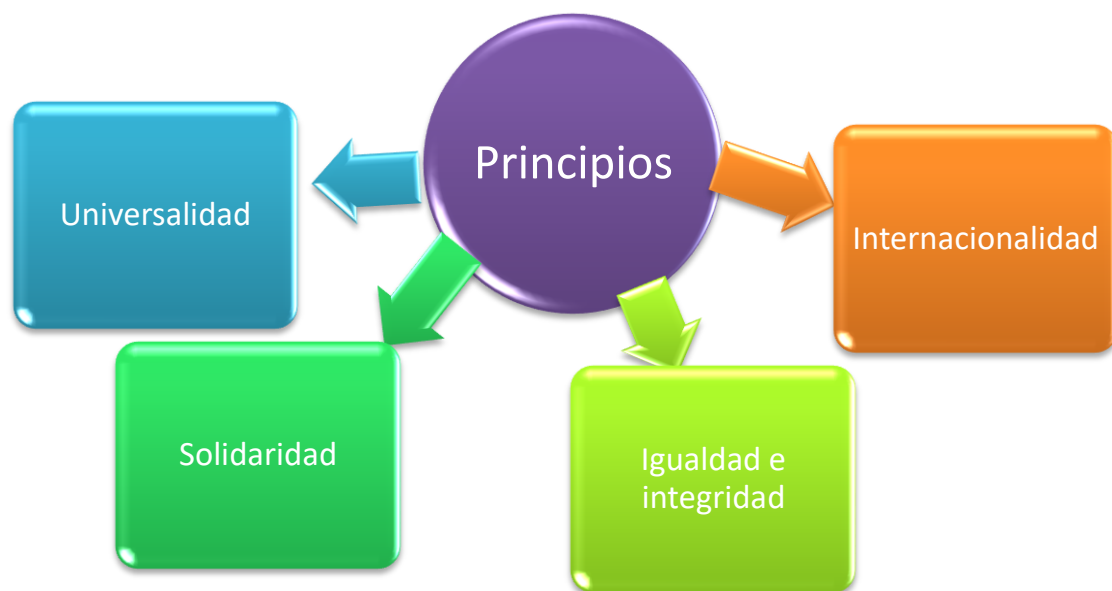 Principios
Universalidad
Internacionalidad
Solidaridad
Igualdad e
integridad